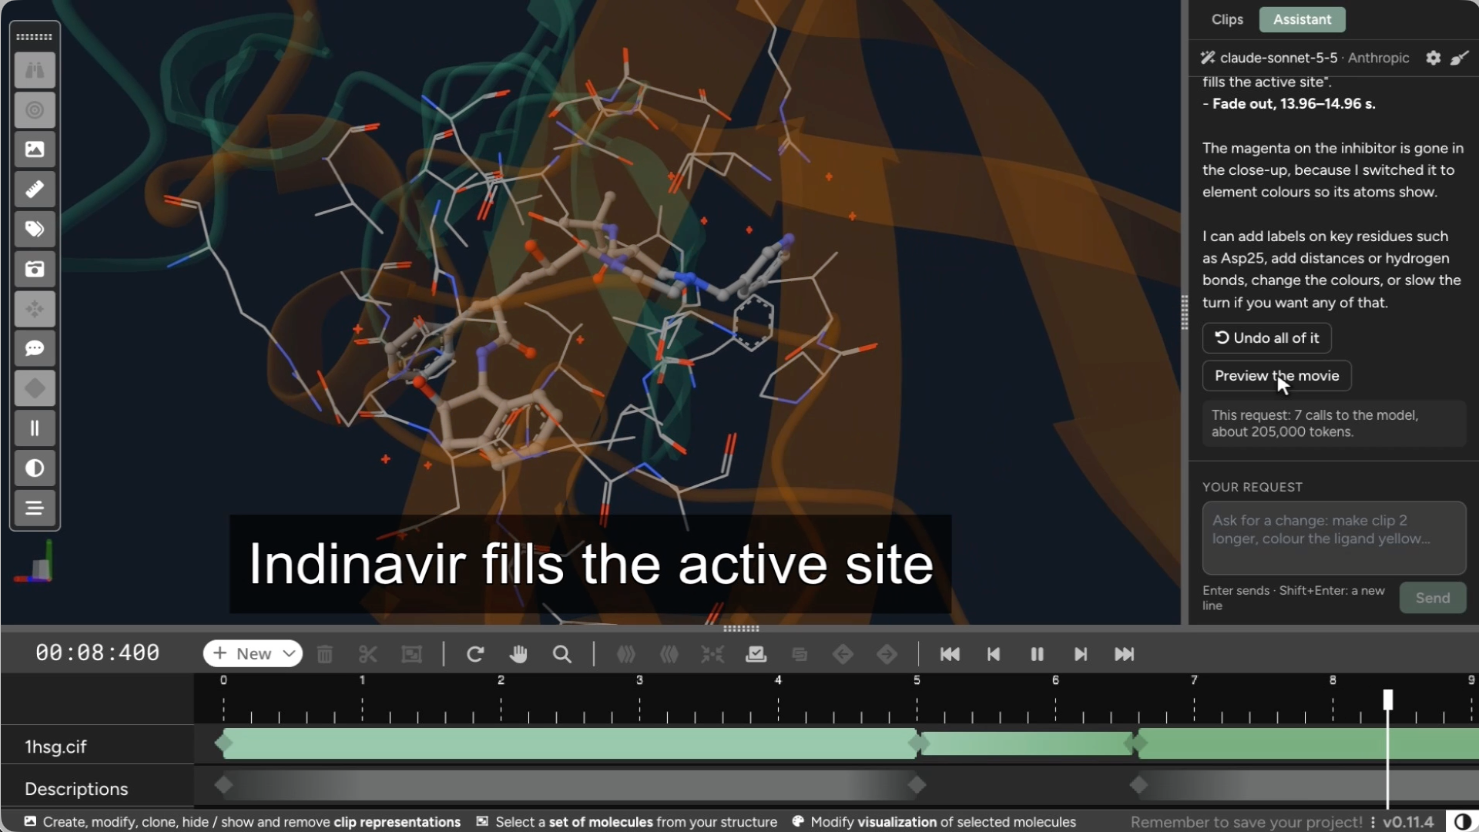 Clips
Assistant
claude-sonnet-5-5 · Anthropic
fills the active site".
- Fade out, 13.96–14.96 s.
The magenta on the inhibitor is gone in
the close-up, because I switched it to
element colours so its atoms show.
I can add labels on key residues such
as Asp25, add distances or hydrogen
bonds, change the colours, or slow the
turn if you want any of that.
Undo all of it
Preview the movie
This request: 7 calls to the model,
about 205,000 tokens.
YOUR REQUEST
Ask for a change: make clip 2
longer, colour the ligand yellow...
Enter sends · Shift+Enter: a new
line
Send
Indinavir fills the active site
00:08:400
+ New
0 1 2 3 4 5 6 7 8 9
1hsg.cif
Descriptions
Create, modify, clone, hide / show and remove clip representations
Select a set of molecules from your structure
Modify visualization of selected molecules
Remember to save your project!
v0.11.4